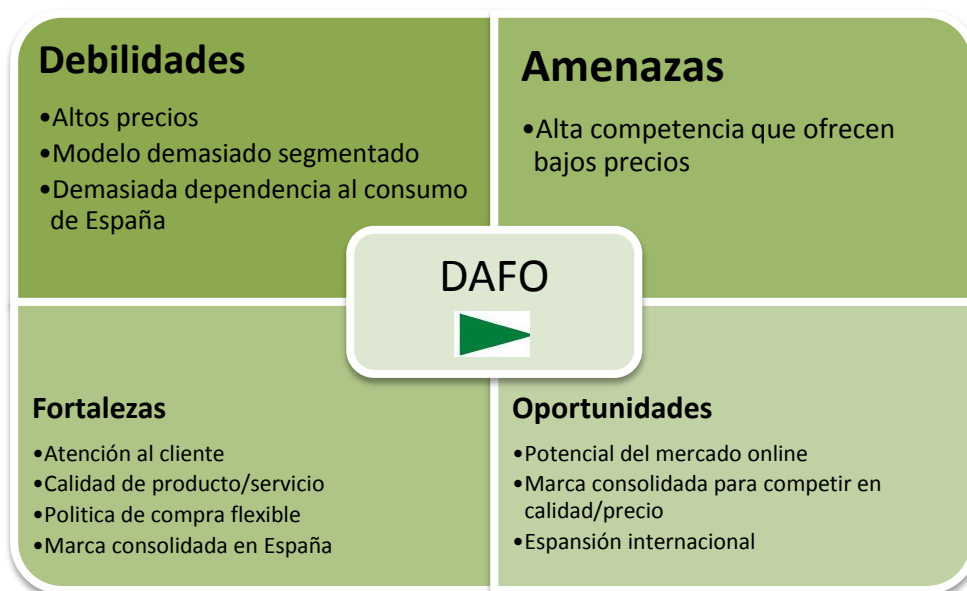 Debilidades
•Altos precios
•Modelo demasiado segmentado
•Demasiada dependencia al consumo
de España
Amenazas
•Alta competencia que ofrecen
bajos precios
DAFO
Fortalezas
•Atención al cliente
•Calidad de producto/servicio
•Politica de compra flexible
•Marca consolidada en España
Oportunidades
•Potencial del mercado online
•Marca consolidada para competir en
calidad/precio
•Espansión internacional